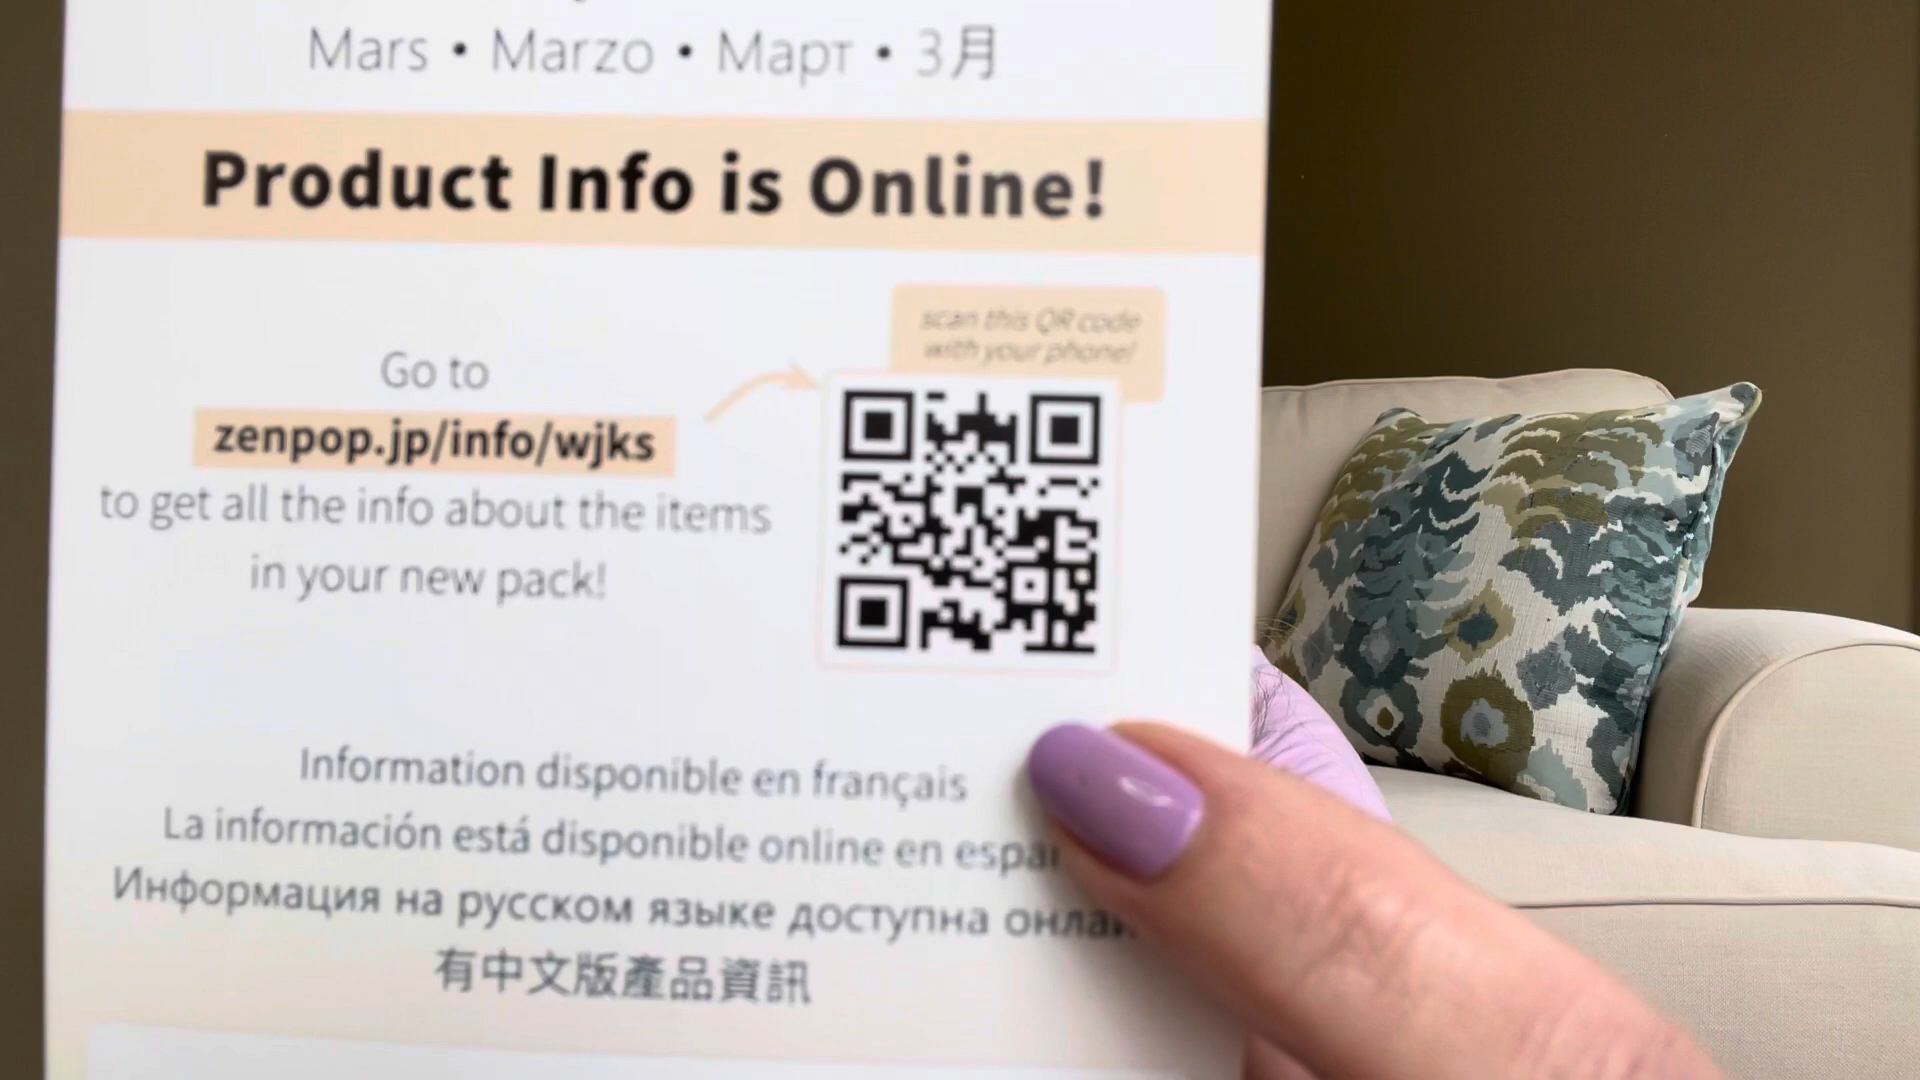 Mars • Marzo • Март • 3月
Product Info is Online!
scan this QR code
with your phone!
Go to
zenpop.jp/info/wjks
to get all the info about the items
in your new pack!
Information disponible en français
La información está disponible online en
Информация на русском языке доступна
有中文版產品資訊